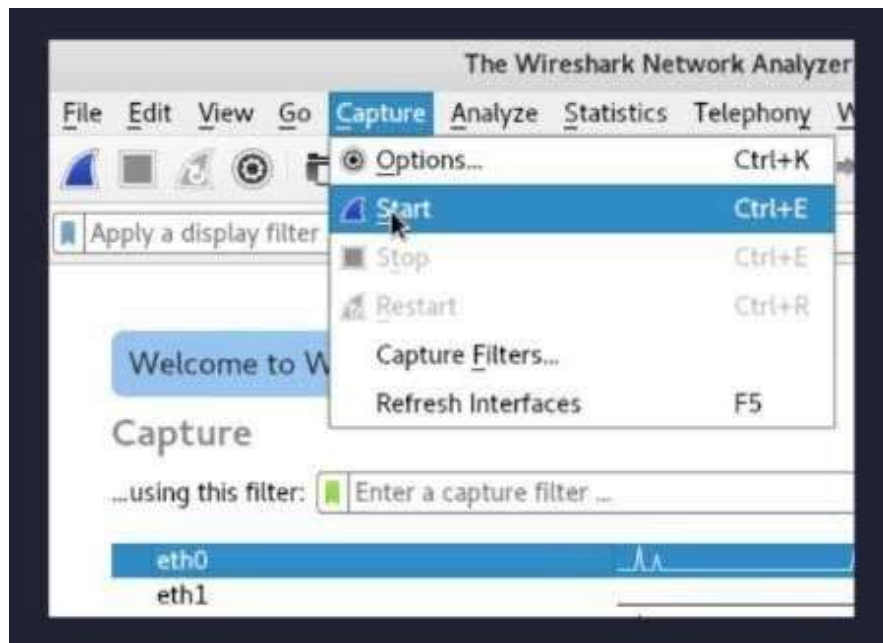 The Wireshark Network Analyzer
File Edit View Go Capture Analyze Statistics Telephony W
Options... Ctrl+K
Start Ctrl+E
Apply a display filter
Stop Ctrl+E
Restart Ctrl+R
Welcome to W
Capture Filters...
Refresh Interfaces F5
Capture
...using this filter: Enter a capture filter ...
eth0
eth1